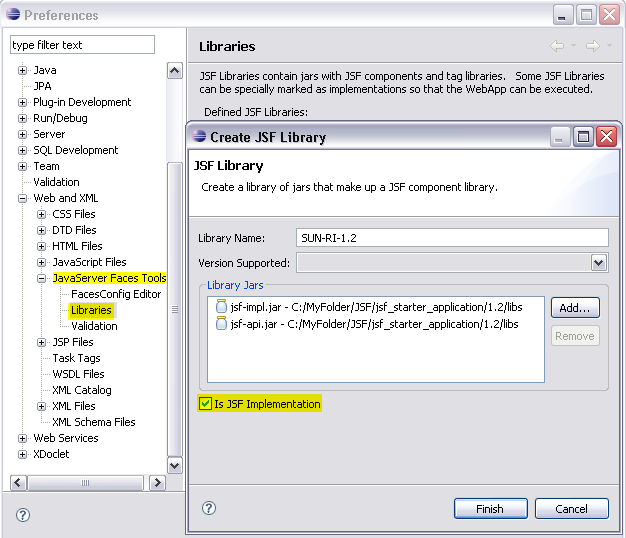 Preferences
type filter text
Java
JPA
Plug-in Development
Run/Debug
Server
SQL Development
Team
Validation
Web and XML
CSS Files
DTD Files
HTML Files
JavaScript Files
JavaServer Faces Tools
FacesConfig Editor
Libraries
Validation
JSP Files
Task Tags
WSDL Files
XML Catalog
XML Files
XML Schema Files
Web Services
XDoclet
Libraries
JSF Libraries contain jars with JSF components and tag libraries. Some JSF Libraries
can be specially marked as implementations so that the WebApp can be executed.
Defined JSF Libraries:
Create JSF Library
JSF Library
Create a library of jars that make up a JSF component library.
Library Name: SUN-RI-1.2
Version Supported:
Library Jars
jsf-impl.jar - C:/MyFolder/JSF/jsf_starter_application/1.2/libs
jsf-api.jar - C:/MyFolder/JSF/jsf_starter_application/1.2/libs
Add...
Remove
Is JSF Implementation
Finish
Cancel